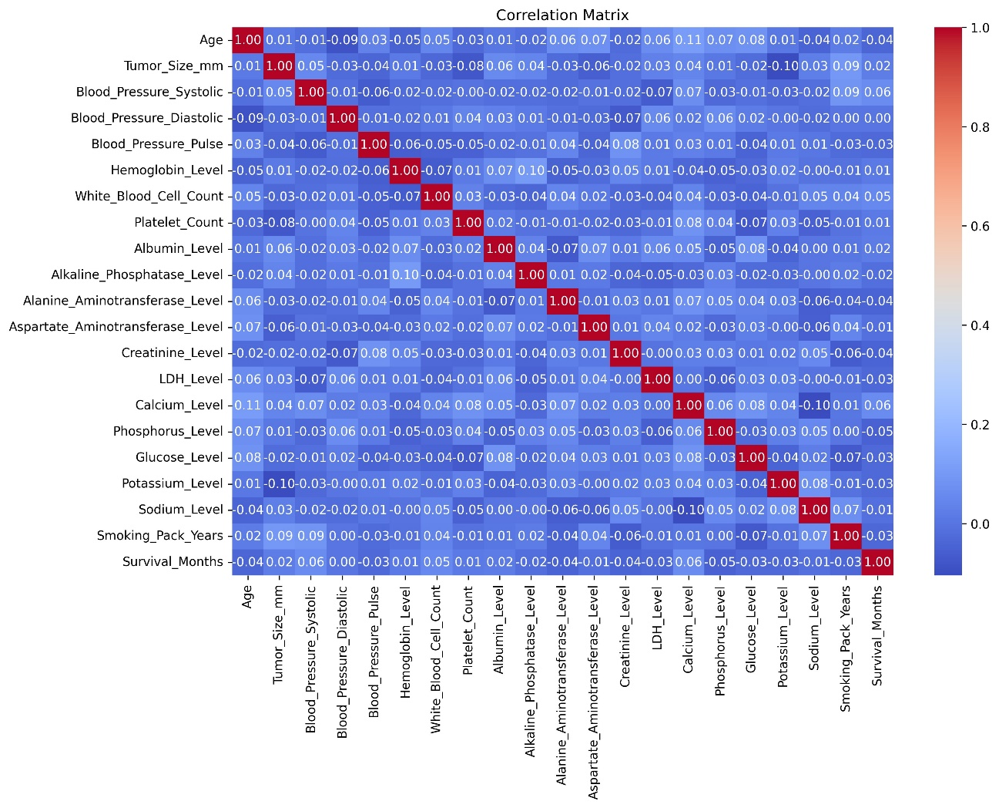 Correlation Matrix
Age 1.00 0.01 -0.01 -0.09 0.03 -0.05 0.05 -0.03 0.01 -0.02 0.06 0.07 -0.02 0.06 0.11 0.07 0.08 0.01 -0.04 0.02 -0.04
Tumor_Size_mm 0.01 1.00 0.05 -0.03 -0.04 0.01 -0.03 -0.08 0.06 0.04 -0.03 -0.06 -0.02 0.03 0.04 0.01 -0.02 -0.10 0.03 0.09 0.02
Blood_Pressure_Systolic -0.01 0.05 1.00 -0.01 -0.06 -0.02 -0.02 -0.00 -0.02 -0.02 -0.02 -0.01 -0.02 -0.07 0.07 -0.03 -0.01 -0.03 -0.02 0.09 0.06
Blood_Pressure_Diastolic -0.09 -0.03 -0.01 1.00 -0.01 -0.02 0.01 0.04 0.03 0.01 -0.01 -0.03 -0.07 0.06 0.02 0.06 0.02 -0.00 -0.02 0.00 0.00
Blood_Pressure_Pulse 0.03 -0.04 -0.06 -0.01 1.00 -0.06 -0.05 -0.05 -0.02 -0.01 0.04 -0.04 0.08 0.01 0.03 0.01 -0.04 0.01 0.01 -0.03 -0.03
Hemoglobin_Level -0.05 0.01 -0.02 -0.02 -0.06 1.00 -0.07 0.01 0.07 0.10 -0.05 -0.03 0.05 0.01 -0.04 -0.05 -0.03 0.02 -0.00 -0.01 0.01
White_Blood_Cell_Count 0.05 -0.03 -0.02 0.01 -0.05 -0.07 1.00 0.03 -0.03 -0.04 0.04 0.02 -0.03 -0.04 0.04 -0.03 -0.04 -0.01 0.05 0.04 0.05
Platelet_Count -0.03 -0.08 -0.00 0.04 -0.05 0.01 0.03 1.00 0.02 -0.01 -0.01 -0.02 -0.03 -0.01 0.08 0.04 -0.07 0.03 -0.05 -0.01 0.01
Albumin_Level 0.01 0.06 -0.02 0.03 -0.02 0.07 -0.03 0.02 1.00 0.04 -0.07 0.07 0.01 0.06 0.05 -0.05 0.08 -0.04 0.00 0.01 0.02
Alkaline_Phosphatase_Level -0.02 0.04 -0.02 0.01 -0.01 0.10 -0.04 -0.01 0.04 1.00 0.01 0.02 -0.04 -0.05 -0.03 0.03 -0.02 -0.03 -0.00 0.02 -0.02
Alanine_Aminotransferase_Level 0.06 -0.03 -0.02 -0.01 0.04 -0.05 0.04 -0.01 -0.07 0.01 1.00 -0.01 0.03 0.01 0.07 0.05 0.04 0.03 -0.06 -0.04 -0.04
Aspartate_Aminotransferase_Level 0.07 -0.06 -0.01 -0.03 -0.04 -0.03 0.02 -0.02 0.07 0.02 -0.01 1.00 0.01 0.04 0.02 -0.03 0.03 -0.00 -0.06 0.04 -0.01
Creatinine_Level -0.02 -0.02 -0.02 -0.07 0.08 0.05 -0.03 -0.03 0.01 -0.04 0.03 0.01 1.00 -0.00 0.03 0.03 0.01 0.02 0.05 -0.06 -0.04
LDH_Level 0.06 0.03 -0.07 0.06 0.01 0.01 -0.04 -0.01 0.06 -0.05 0.01 0.04 -0.00 1.00 0.00 -0.06 0.03 0.03 -0.00 -0.01 -0.03
Calcium_Level 0.11 0.04 0.07 0.02 0.03 -0.04 0.04 0.08 0.05 -0.03 0.07 0.02 0.03 0.00 1.00 0.06 0.08 0.04 -0.10 0.01 0.06
Phosphorus_Level 0.07 0.01 -0.03 0.06 0.01 -0.05 -0.03 0.04 -0.05 0.03 0.05 -0.03 0.03 -0.06 0.06 1.00 -0.03 0.03 0.05 0.00 -0.05
Glucose_Level 0.08 -0.02 -0.01 0.02 -0.04 -0.03 -0.04 -0.07 0.08 -0.02 0.04 0.03 0.01 0.03 0.08 -0.03 1.00 -0.04 0.02 -0.07 -0.03
Potassium_Level 0.01 -0.10 -0.03 -0.00 0.01 0.02 -0.01 0.03 -0.04 -0.03 0.03 -0.00 0.02 0.03 0.04 0.03 -0.04 1.00 0.08 -0.01 -0.03
Sodium_Level -0.04 0.03 -0.02 -0.02 0.01 -0.00 0.05 -0.05 0.00 -0.00 -0.06 -0.06 0.05 -0.00 -0.10 0.05 0.02 0.08 1.00 0.07 -0.01
Smoking_Pack_Years 0.02 0.09 0.09 0.00 -0.03 -0.01 0.04 -0.01 0.01 0.02 -0.04 0.04 -0.06 -0.01 0.01 0.00 -0.07 -0.01 0.07 1.00 -0.03
Survival_Months -0.04 0.02 0.06 0.00 -0.03 0.01 0.05 0.01 0.02 -0.02 -0.04 -0.01 -0.04 -0.03 0.06 -0.05 -0.03 -0.03 -0.01 -0.03 1.00
Age
Tumor_Size_mm
Blood_Pressure_Systolic
Blood_Pressure_Diastolic
Blood_Pressure_Pulse
Hemoglobin_Level
White_Blood_Cell_Count
Platelet_Count
Albumin_Level
Alkaline_Phosphatase_Level
Alanine_Aminotransferase_Level
Aspartate_Aminotransferase_Level
Creatinine_Level
LDH_Level
Calcium_Level
Phosphorus_Level
Glucose_Level
Potassium_Level
Sodium_Level
Smoking_Pack_Years
Survival_Months
1.0
0.8
0.6
0.4
0.2
0.0